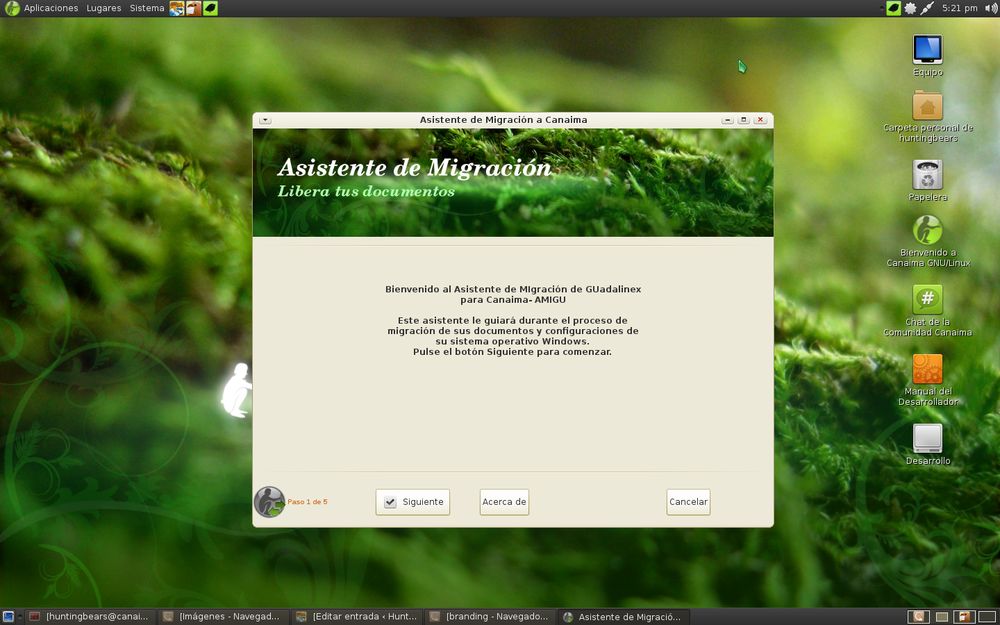 Aplicaciones Lugares Sistema
5:21 pm
Equipo
Carpeta personal de
huntingbears
Papelera
Bienvenido a
Canaima GNU/Linux
#
Chat de la
Comunidad Canaima
Manual del
Desarrollador
Desarrollo
Asistente de Migración a Canaima
Asistente de Migración
Libera tus documentos
Bienvenido al Asistente de MIgración de GUadalinex
para Canaima- AMIGU
Este asistente le guiará durante el proceso de
migración de sus documentos y configuraciones de
su sistema operativo Windows.
Pulse el botón Siguiente para comenzar.
Paso 1 de 5
Siguiente
Acerca de
Cancelar
[huntingbears@canai...
[Imágenes - Navegad...
[Editar entrada ‹ Hunt...
[branding - Navegado...
Asistente de Migració...